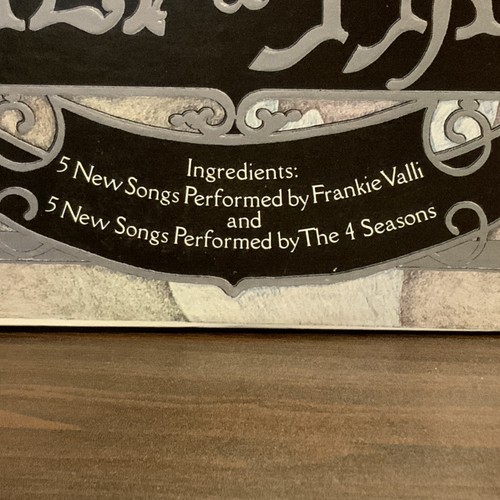 Ingredients:
5 New Songs Performed by Frankie Valli
and
5 New Songs Performed by The 4 Seasons